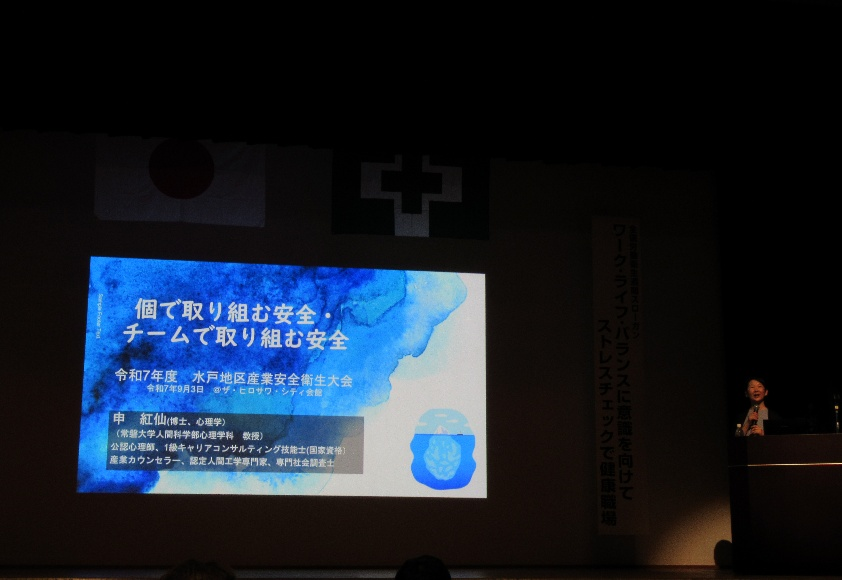 個で取り組む安全・
チームで取り組む安全
令和7年度 水戸地区産業安全衛生大会
令和7年9月3日 @ザ・ヒロサワ・シティ会館
申 紅仙(博士、心理学)
(常磐大学人間科学部心理学科 教授)
公認心理師、1級キャリアコンサルティング技能士(国家資格)
産業カウンセラー、認定人間工学専門家、専門社会調査士
ワーク・ライフ・バランスに意識を向けて
ストレスチェックで健康職場